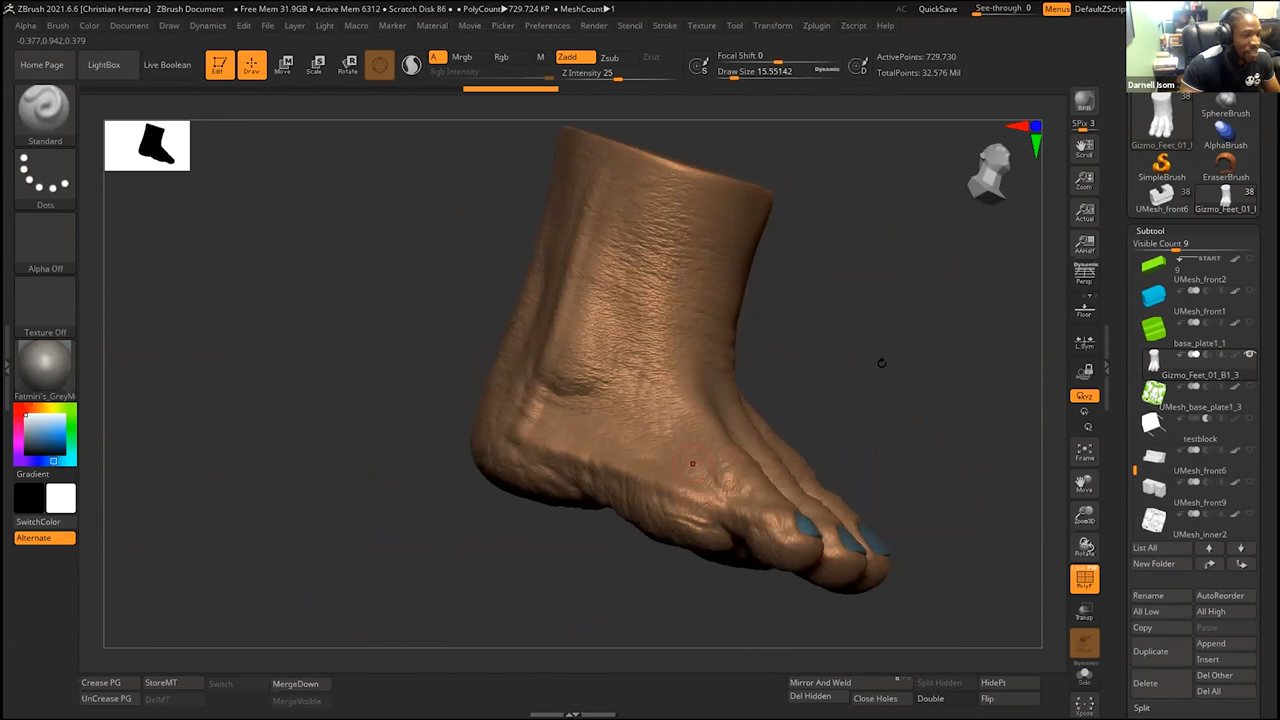 ZBrush 2021.6.6 [Christian Herrera] ZBrush Document • Free Mem 31.9GB • Active Mem 6312 • Scratch Disk 86 • PolyCount▶729.724 KP • MeshCount▶1 AC QuickSave See-through 0 Menus DefaultZScrip
Alpha Brush Color Document Draw Dynamics Edit File Layer Light Macro Marker Material Movie Picker Preferences Render Stencil Stroke Texture Tool Transform Zplugin Zscript Help
-0.377,0.942,0.379
Home Page LightBox Live Boolean Edit Draw Move Scale Rotate
A Mrgb Rgb M Zadd Zsub Zcut
Rgb Intensity Z Intensity 25
S Focal Shift 0
Draw Size 15.55142 Dynamic D
ActivePoints: 729,730
TotalPoints: 32.576 Mil
Darnell Isom
Standard
Dots
Alpha Off
Texture Off
Fatmiri's_GreyM
Gradient
SwitchColor
Alternate
BPR
SPix 3
Scroll
Zoom
Actual
AAHalf
Dynamic
Persp
Floor
L.Sym
XYZ
Frame
Move
Zoom3D
Rotate
PolyF
Transp
Dynamic
Solo
Xpose
38
SphereBrush
Gizmo_Feet_01_I
AlphaBrush
SimpleBrush EraserBrush
38 38
UMesh_front6 Gizmo_Feet_01_I
Subtool
Visible Count 9
START
9
UMesh_front2
UMesh_front1
base_plate1_1
Gizmo_Feet_01_B1_3
UMesh_base_plate1_3
testblock
UMesh_front6
UMesh_front9
UMesh_inner2
List All
New Folder
Rename AutoReorder
All Low All High
Copy Paste
Duplicate Append
Insert
Delete Del Other
Del All
Split
Crease PG StoreMT Switch MergeDown
UnCrease PG DelMT MergeVisible
Mirror And Weld Split Hidden HidePt
Del Hidden Close Holes Double Flip